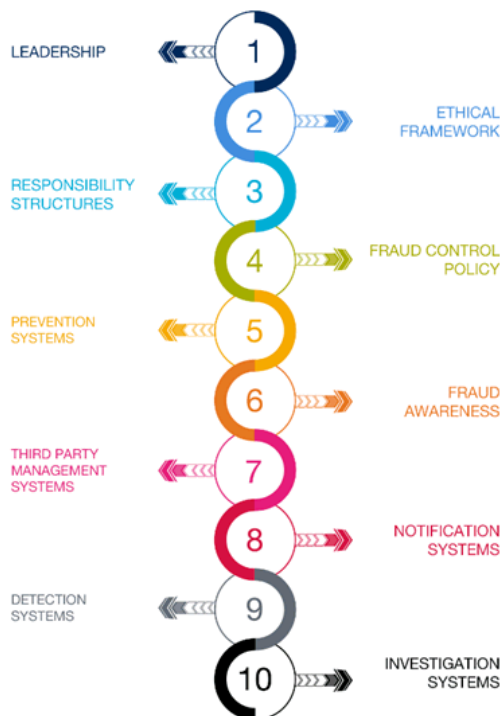 LEADERSHIP
1
2
ETHICAL
FRAMEWORK
RESPONSIBILITY
STRUCTURES
3
4
FRAUD CONTROL
POLICY
PREVENTION
SYSTEMS
5
6
FRAUD
AWARENESS
THIRD PARTY
MANAGEMENT
SYSTEMS
7
8
NOTIFICATION
SYSTEMS
DETECTION
SYSTEMS
9
10
INVESTIGATION
SYSTEMS